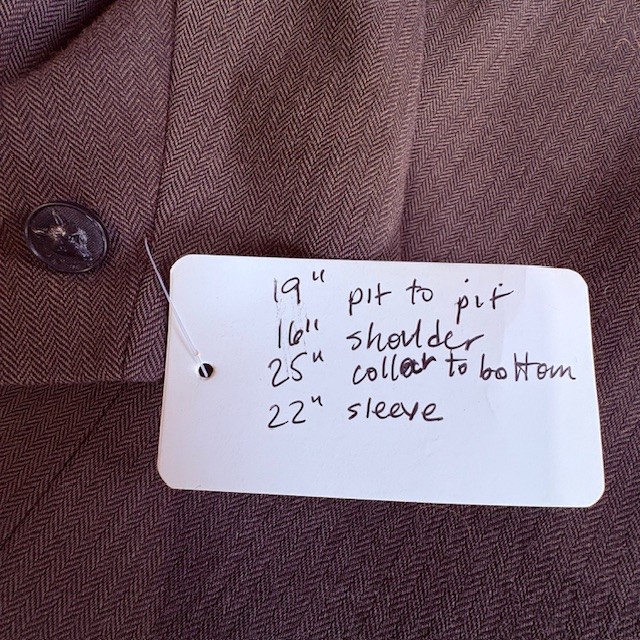 19" pit to pit
16" shoulder
25" collar to bottom
22" sleeve